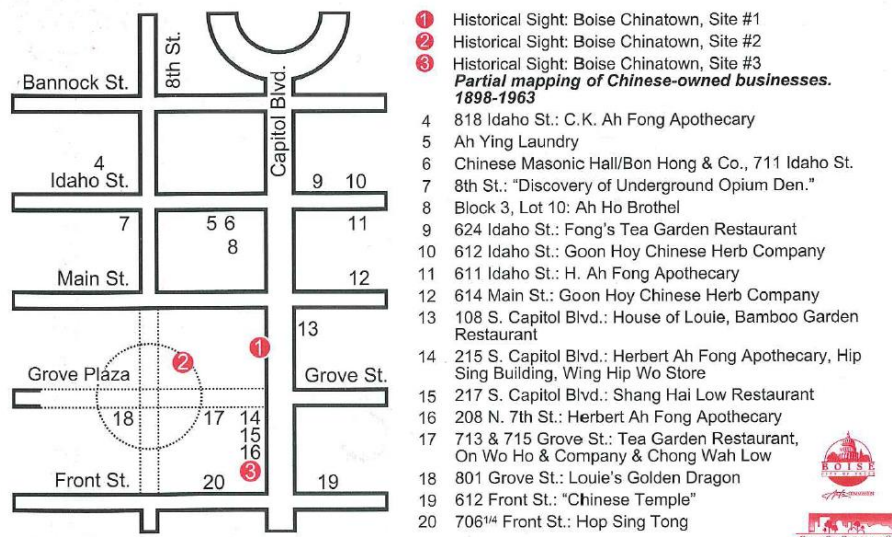 8th St.
Bannock St.
Capitol Blvd.
4
Idaho St.
9 10
7
5 6
11
8
Main St.
12
13
1
2
Grove Plaza
Grove St.
18
17
14
15
16
3
Front St.
20
19
1 Historical Sight: Boise Chinatown, Site #1
2 Historical Sight: Boise Chinatown, Site #2
3 Historical Sight: Boise Chinatown, Site #3
Partial mapping of Chinese-owned businesses.
1898-1963
4 818 Idaho St.: C.K. Ah Fong Apothecary
5 Ah Ying Laundry
6 Chinese Masonic Hall/Bon Hong & Co., 711 Idaho St.
7 8th St.: “Discovery of Underground Opium Den.”
8 Block 3, Lot 10: Ah Ho Brothel
9 624 Idaho St.: Fong's Tea Garden Restaurant
10 612 Idaho St.: Goon Hoy Chinese Herb Company
11 611 Idaho St.: H. Ah Fong Apothecary
12 614 Main St.: Goon Hoy Chinese Herb Company
13 108 S. Capitol Blvd.: House of Louie, Bamboo Garden
Restaurant
14 215 S. Capitol Blvd.: Herbert Ah Fong Apothecary, Hip
Sing Building, Wing Hip Wo Store
15 217 S. Capitol Blvd.: Shang Hai Low Restaurant
16 208 N. 7th St.: Herbert Ah Fong Apothecary
17 713 & 715 Grove St.: Tea Garden Restaurant,
On Wo Ho & Company & Chong Wah Low
18 801 Grove St.: Louie's Golden Dragon
19 612 Front St.: “Chinese Temple”
20 706 1/4 Front St.: Hop Sing Tong
BOISE